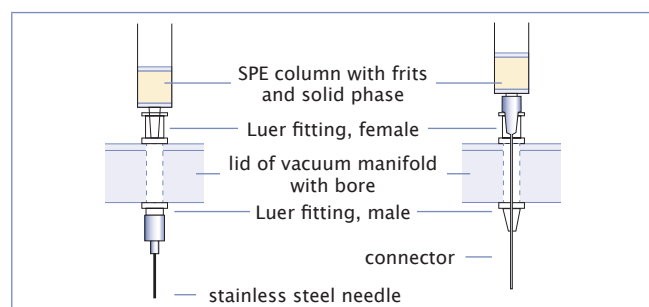 SPE column with frits
and solid phase
Luer fitting, female
lid of vacuum manifold
with bore
Luer fitting, male
connector
stainless steel needle